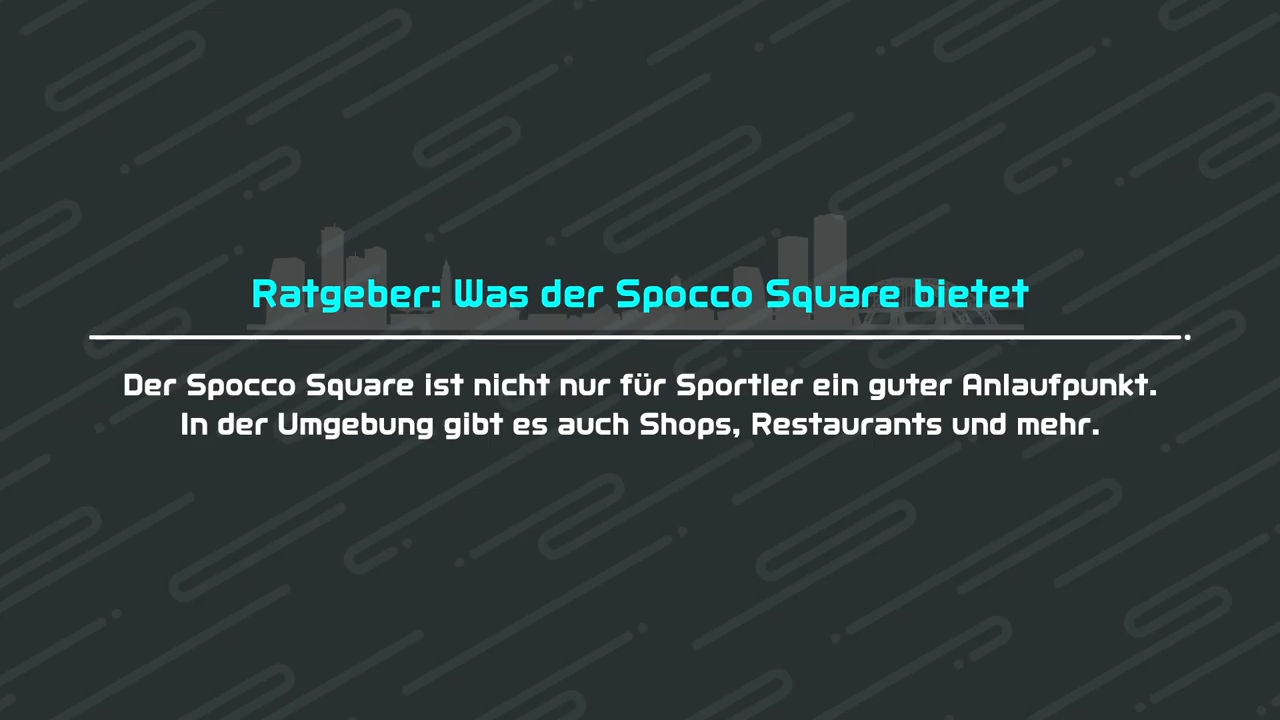 Ratgeber: Was der Spocco Square bietet
Der Spocco Square ist nicht nur für Sportler ein guter Anlaufpunkt.
In der Umgebung gibt es auch Shops, Restaurants und mehr.